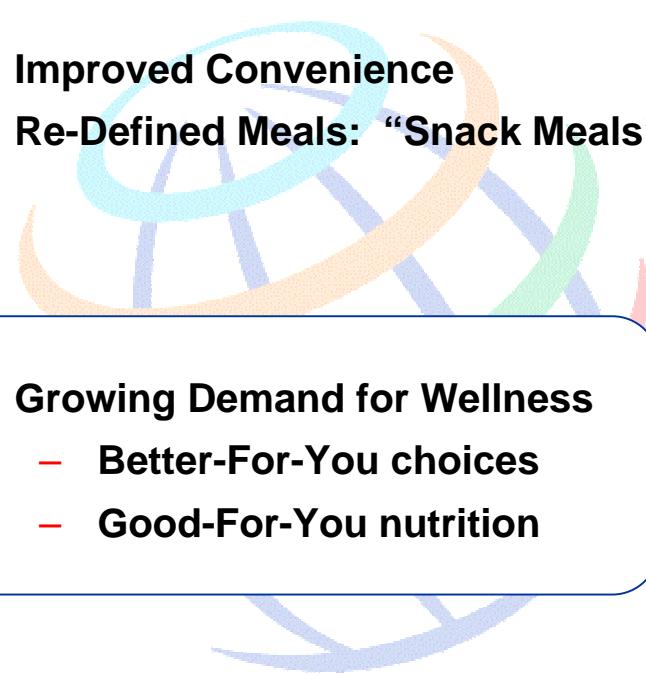 Improved Convenience
Re-Defined Meals: “Snack Meals
Growing Demand for Wellness
– Better-For-You choices
– Good-For-You nutrition